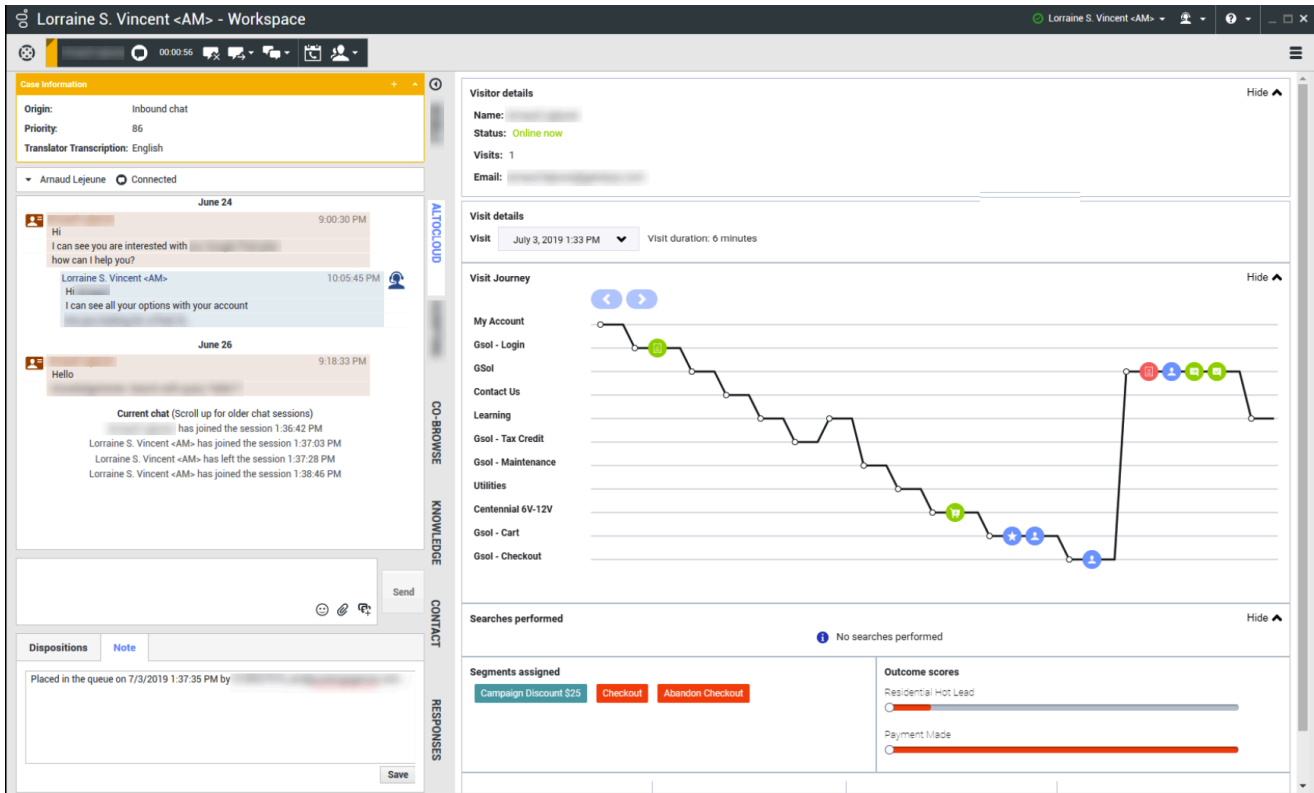 Lorraine S. Vincent <AM> - Workspace
Lorraine S. Vincent <AM>
00:00:56
Case Information
Origin: Inbound chat
Priority: 86
Translator Transcription: English
Arnaud Lejeune Connected
June 24
9:00:30 PM
Hi
I can see you are interested with
how can I help you?
Lorraine S. Vincent <AM> 10:05:45 PM
Hi
I can see all your options with your account
June 26
9:18:33 PM
Hello
Current chat (Scroll up for older chat sessions)
has joined the session 1:36:42 PM
Lorraine S. Vincent <AM> has joined the session 1:37:03 PM
Lorraine S. Vincent <AM> has left the session 1:37:28 PM
Lorraine S. Vincent <AM> has joined the session 1:38:46 PM
Send
Dispositions Note
Placed in the queue on 7/3/2019 1:37:35 PM by
Save
ALTOCLOUD
CO-BROWSE
KNOWLEDGE
CONTACT
RESPONSES
Visitor details Hide
Name:
Status: Online now
Visits: 1
Email:
Visit details
Visit July 3, 2019 1:33 PM Visit duration: 6 minutes
Visit Journey Hide
My Account
Gsol - Login
GSol
Contact Us
Learning
Gsol - Tax Credit
Gsol - Maintenance
Utilities
Centennial 6V-12V
Gsol - Cart
Gsol - Checkout
Searches performed Hide
No searches performed
Segments assigned
Campaign Discount $25 Checkout Abandon Checkout
Outcome scores
Residential Hot Lead
Payment Made